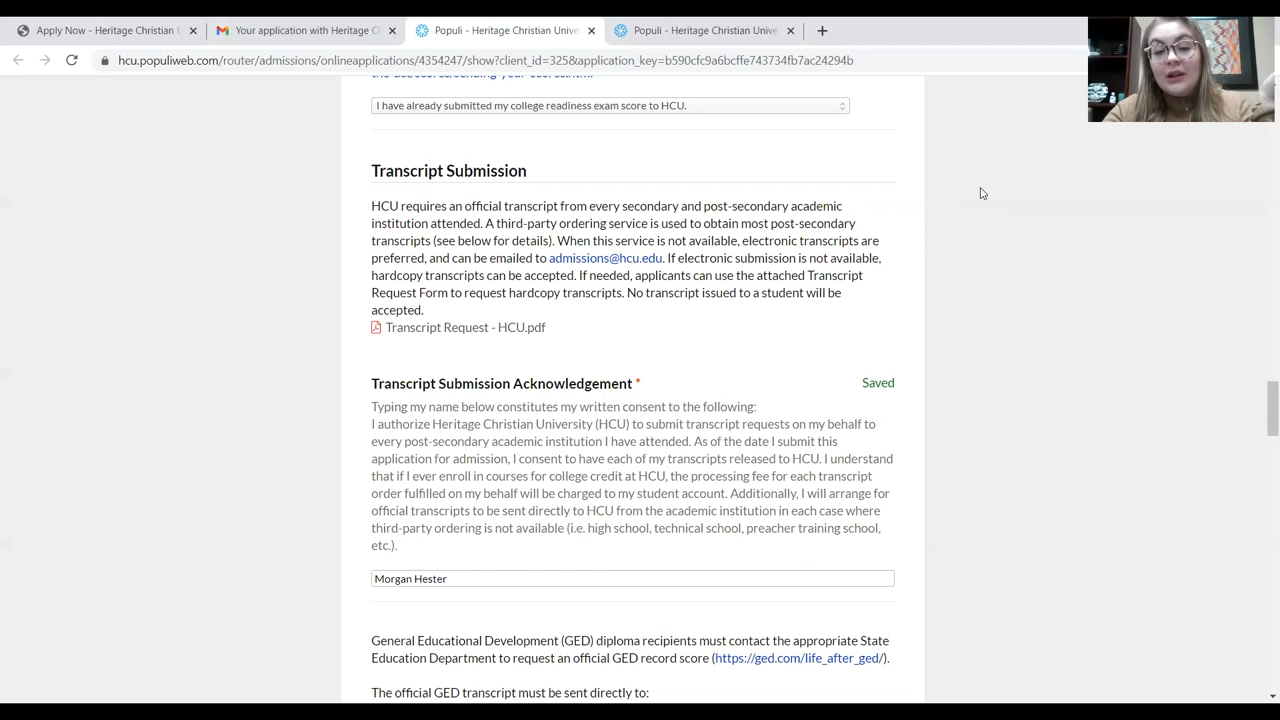 Apply Now - Heritage Christian U
Your application with Heritage C
Populi - Heritage Christian Unive
Populi - Heritage Christian Unive
hcu.populiweb.com/router/admissions/onlineapplications/4354247/show?client_id=325&application_key=b590cfc9a6bcffe743734fb7ac24294b
I have already submitted my college readiness exam score to HCU.
Transcript Submission
HCU requires an official transcript from every secondary and post-secondary academic
institution attended. A third-party ordering service is used to obtain most post-secondary
transcripts (see below for details). When this service is not available, electronic transcripts are
preferred, and can be emailed to admissions@hcu.edu. If electronic submission is not available,
hardcopy transcripts can be accepted. If needed, applicants can use the attached Transcript
Request Form to request hardcopy transcripts. No transcript issued to a student will be
accepted.
Transcript Request - HCU.pdf
Transcript Submission Acknowledgement * Saved
Typing my name below constitutes my written consent to the following:
I authorize Heritage Christian University (HCU) to submit transcript requests on my behalf to
every post-secondary academic institution I have attended. As of the date I submit this
application for admission, I consent to have each of my transcripts released to HCU. I understand
that if I ever enroll in courses for college credit at HCU, the processing fee for each transcript
order fulfilled on my behalf will be charged to my student account. Additionally, I will arrange for
official transcripts to be sent directly to HCU from the academic institution in each case where
third-party ordering is not available (i.e. high school, technical school, preacher training school,
etc.).
Morgan Hester
General Educational Development (GED) diploma recipients must contact the appropriate State
Education Department to request an official GED record score (https://ged.com/life_after_ged/).
The official GED transcript must be sent directly to: